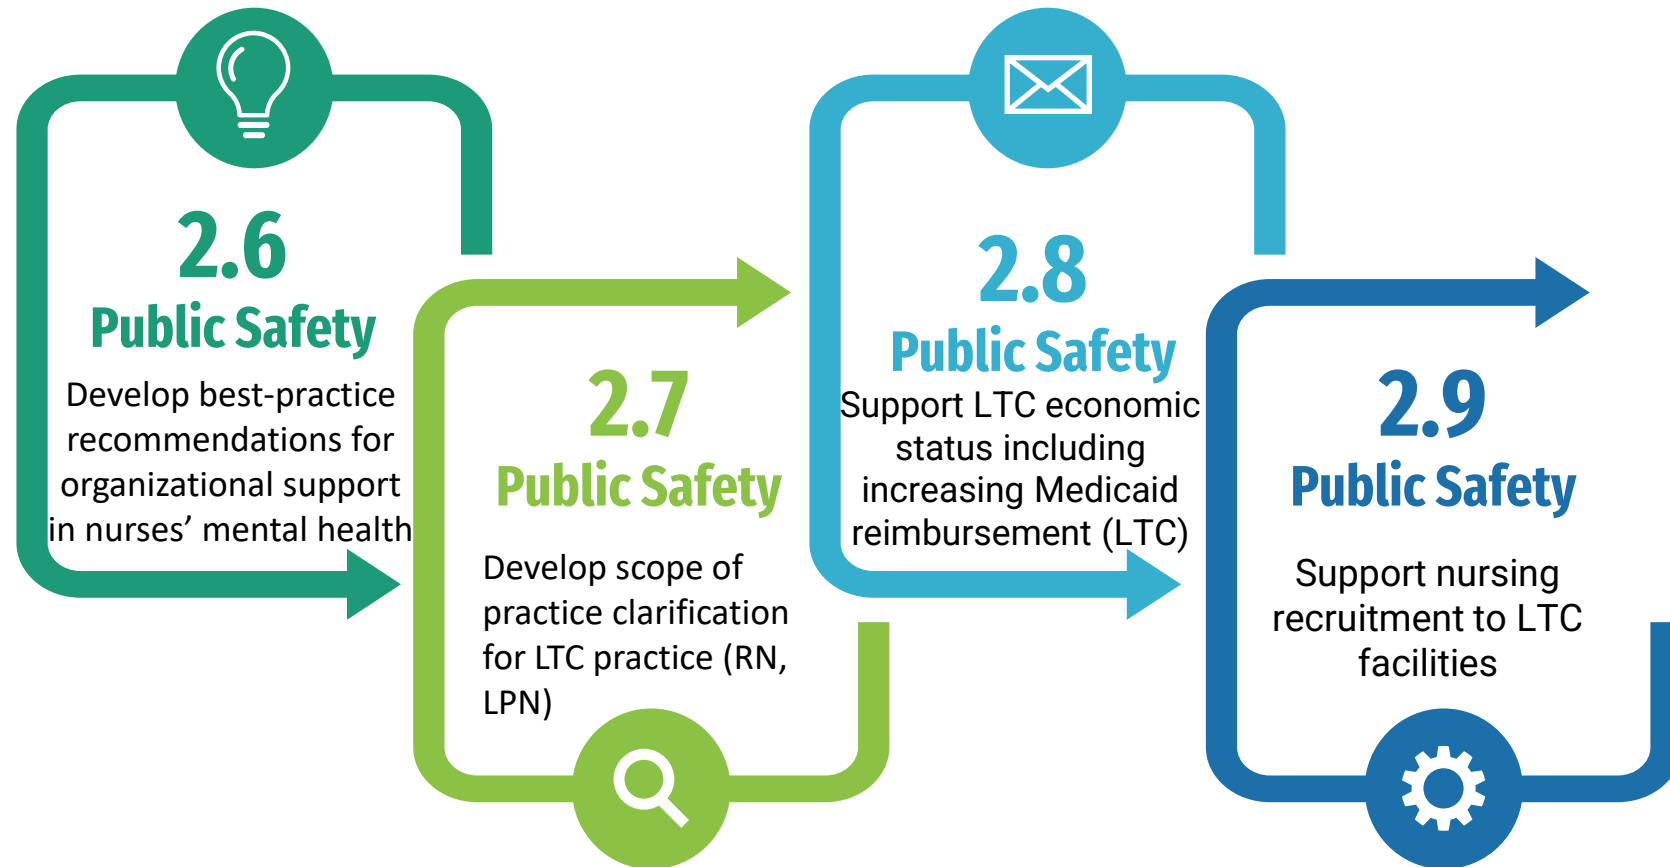 2.6
Public Safety
Develop best-practice
recommendations for
organizational support
in nurses’ mental health
2.7
Public Safety
Develop scope of
practice clarification
for LTC practice (RN,
LPN)
2.8
Public Safety
Support LTC economic
status including
increasing Medicaid
reimbursement (LTC)
2.9
Public Safety
Support nursing
recruitment to LTC
facilities